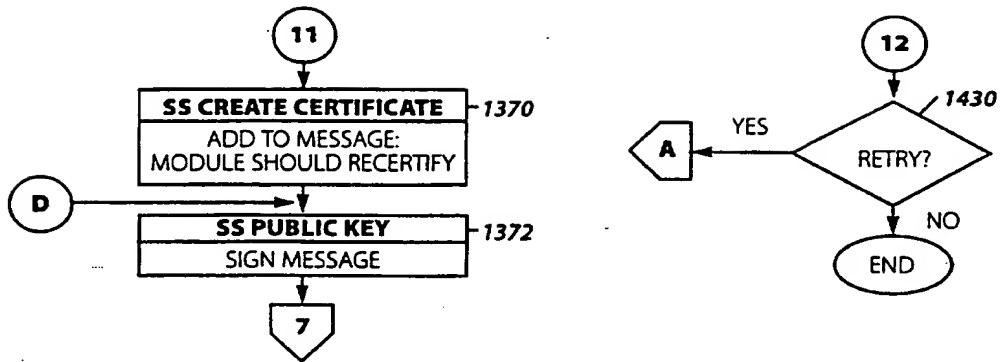 11
SS CREATE CERTIFICATE
1370
ADD TO MESSAGE:
MODULE SHOULD RECERTIFY
D
SS PUBLIC KEY
1372
SIGN MESSAGE
7
12
1430
YES
A
RETRY?
NO
END